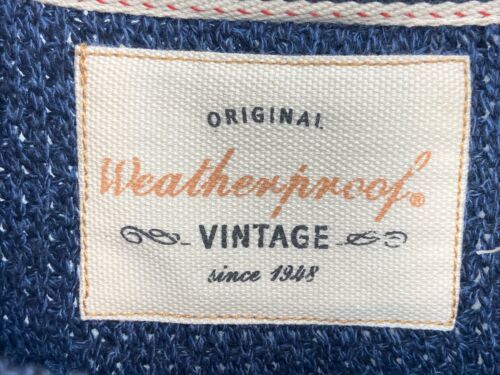 ORIGINAL
Weatherproof®
VINTAGE
since 1948